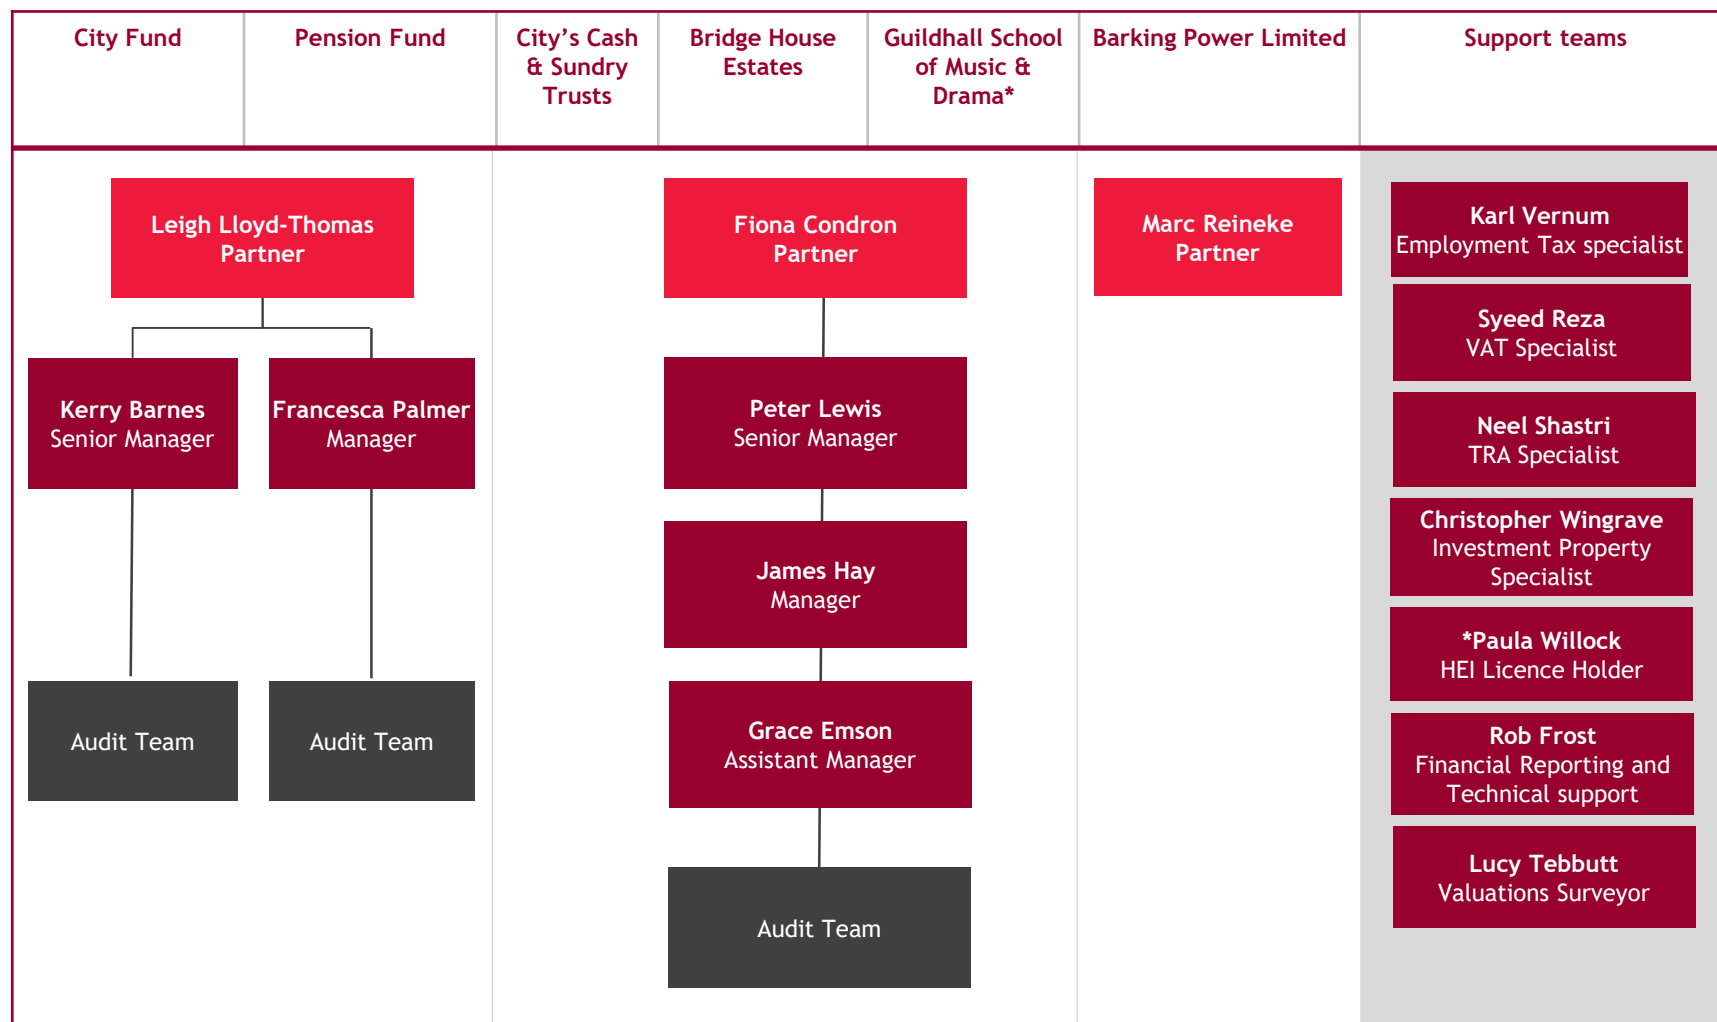 City Fund
Pension Fund
City's Cash
& Sundry
Trusts
Bridge House
Estates
Guildhall School
of Music &
Drama*
Barking Power Limited
Support teams
Leigh Lloyd-Thomas
Partner
Kerry Barnes
Senior Manager
Francesca Palmer
Manager
Audit Team
Audit Team
Fiona Condron
Partner
Peter Lewis
Senior Manager
James Hay
Manager
Grace Emson
Assistant Manager
Audit Team
Marc Reineke
Partner
Karl Vernum
Employment Tax specialist
Syeed Reza
VAT Specialist
Neel Shastri
TRA Specialist
Christopher Wingrave
Investment Property
Specialist
*Paula Willock
HEI Licence Holder
Rob Frost
Financial Reporting and
Technical support
Lucy Tebbutt
Valuations Surveyor